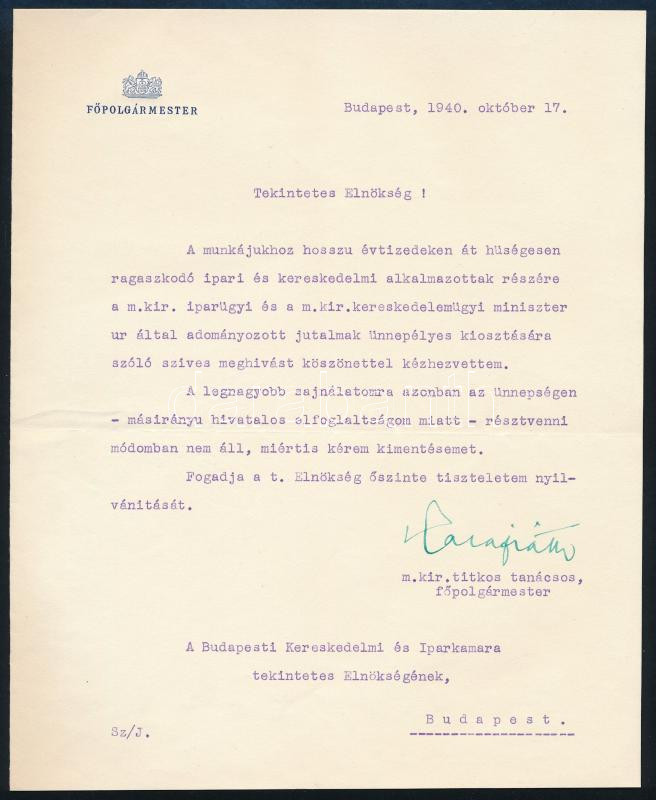 FŐPOLGÁRMESTER
Budapest, 1940. október 17.
Tekintetes Elnökség !
A munkájukhoz hosszu évtizedeken át hüségesen
ragaszkodó ipari és kereskedelmi alkalmazottak részére
a m.kir. iparügyi és a m.kir.kereskedelemügyi miniszter
ur által adományozott jutalmak ünnepélyes kiosztására
szóló szives meghivást köszönettel kézhezvettem.
A legnagyobb sajnálatomra azonban az ünnepségen
- másirányu hivatalos elfoglaltságom miatt - résztvenni
módomban nem áll, miértis kérem kimentésemet.
Fogadja a t. Elnökség őszinte tiszteletem nyil-
vánitását.
m.kir.titkos tanácsos,
főpolgármester
A Budapesti Kereskedelmi és Iparkamara
tekintetes Elnökségének,
Budapest.
Sz/J.